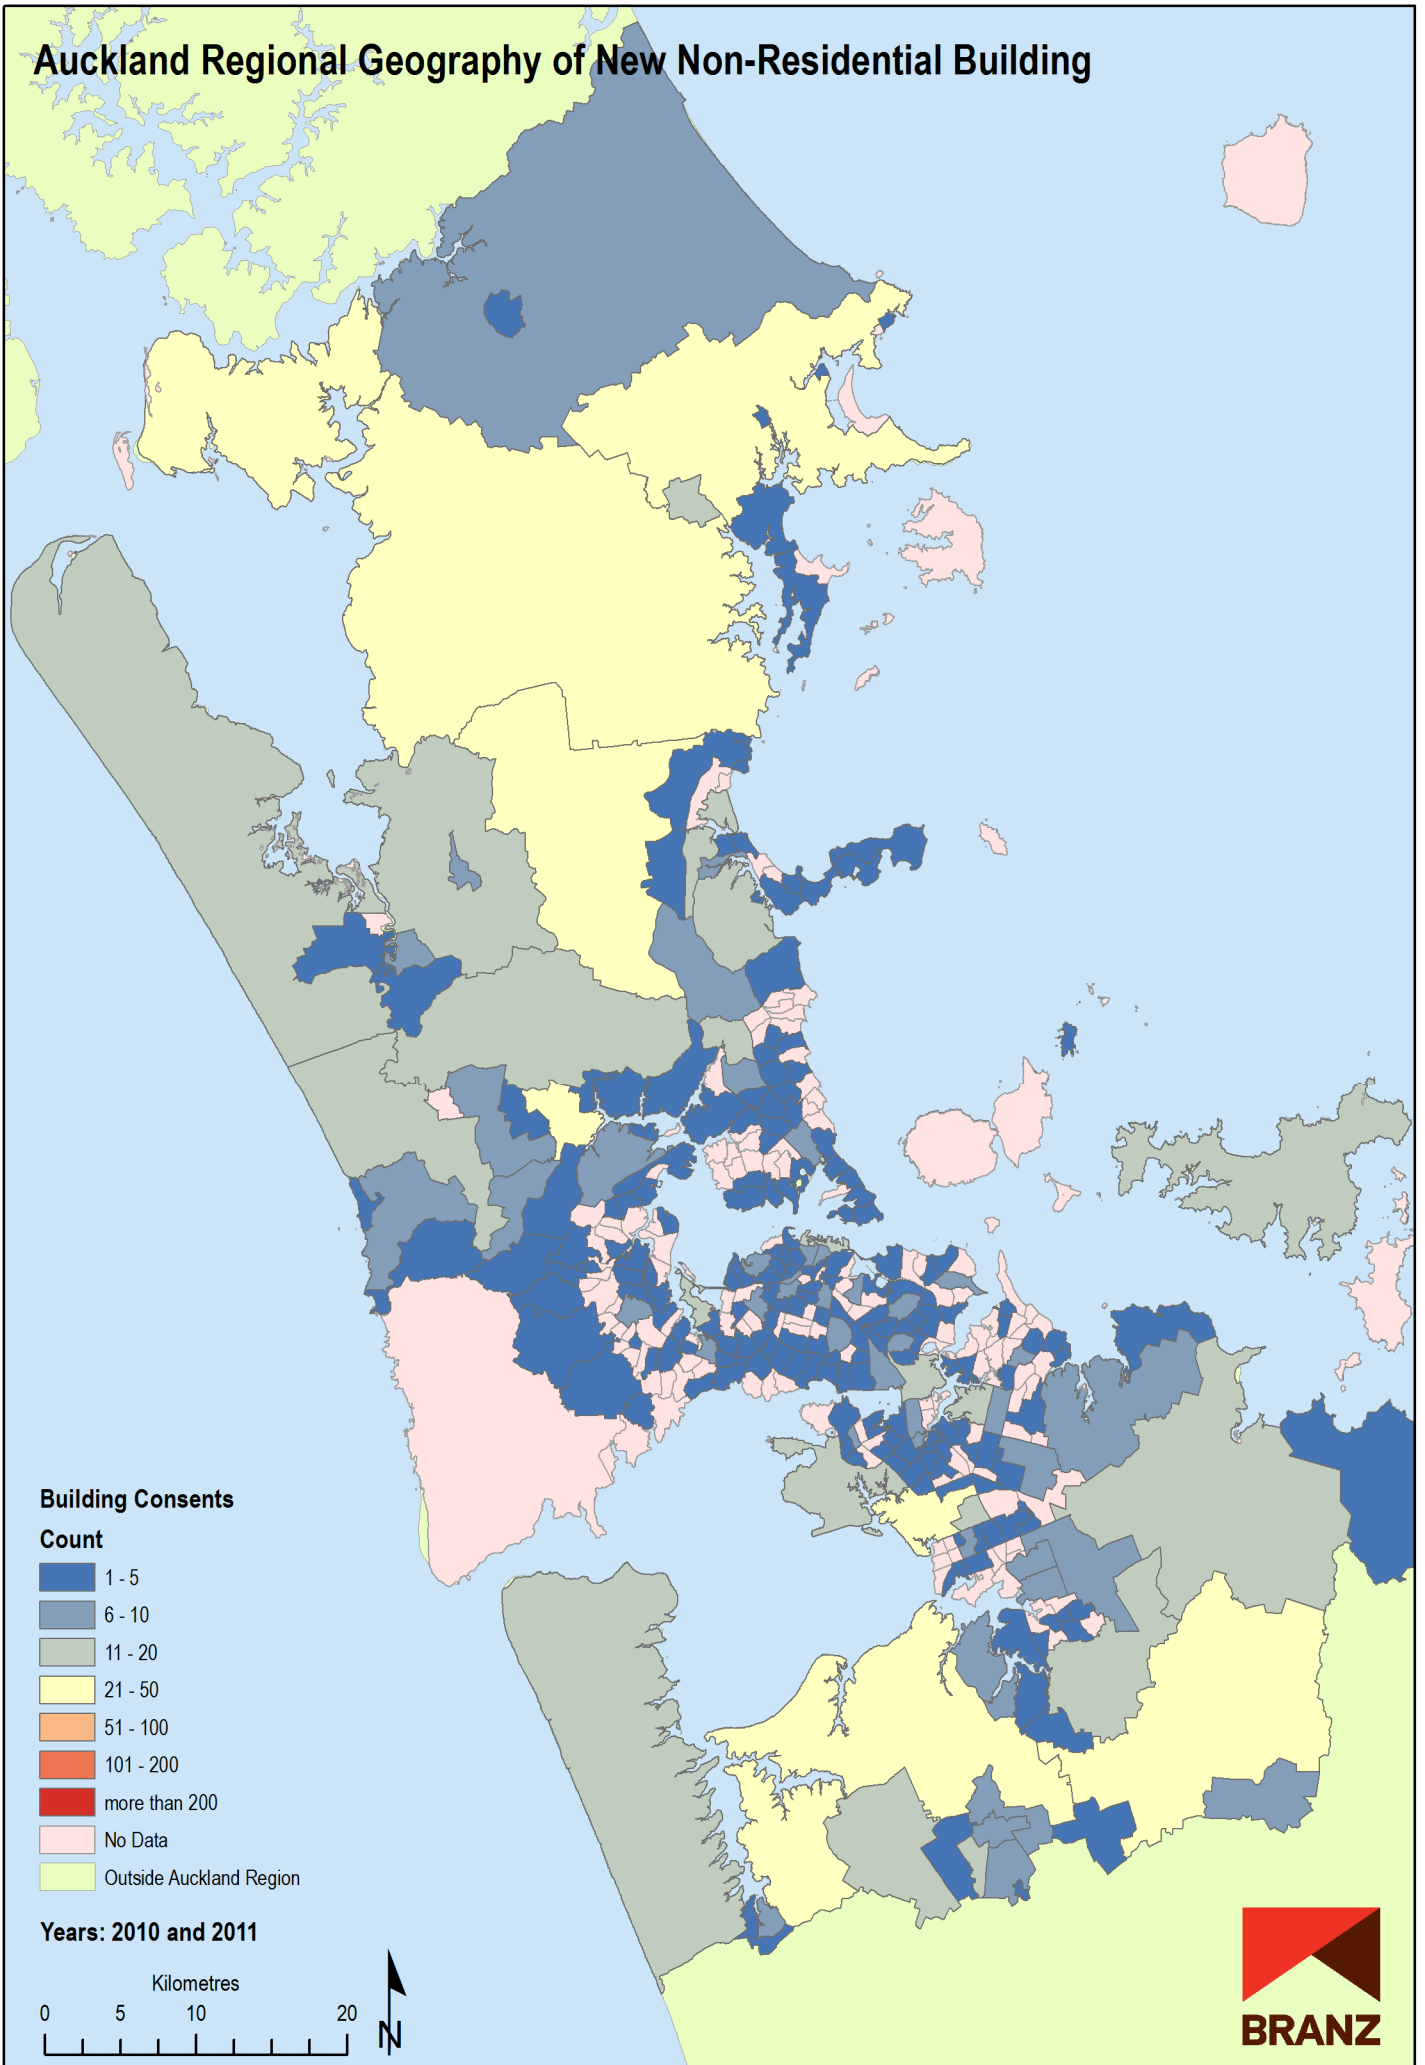 Auckland Regional Geography of New Non-Residential Building
Building Consents
Count
1 - 5
6 - 10
11 - 20
21 - 50
51 - 100
101 - 200
more than 200
No Data
Outside Auckland Region
Years: 2010 and 2011
Kilometres
0 5 10 20
N
BRANZ